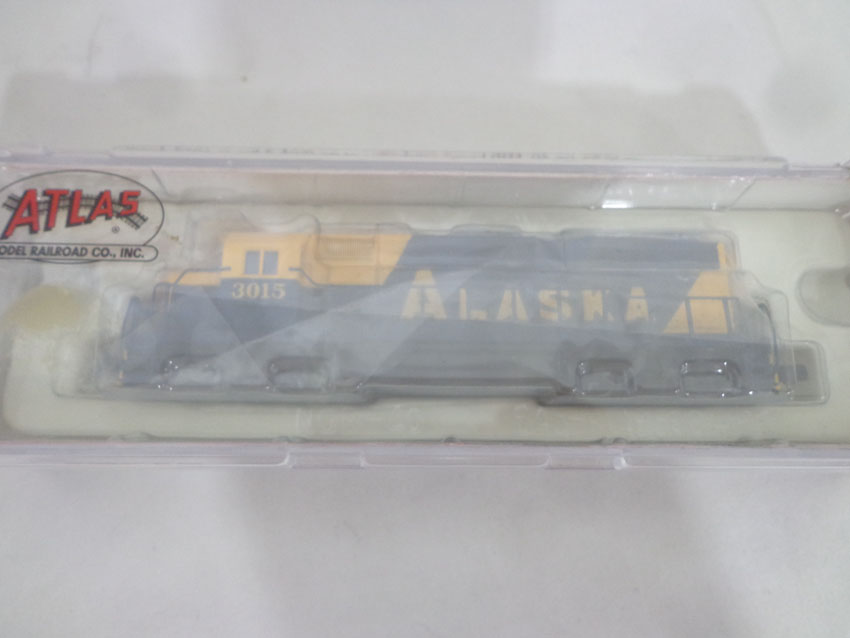 ATLAS
®
ODEL RAILROAD CO., INC.
3015
ALASKA